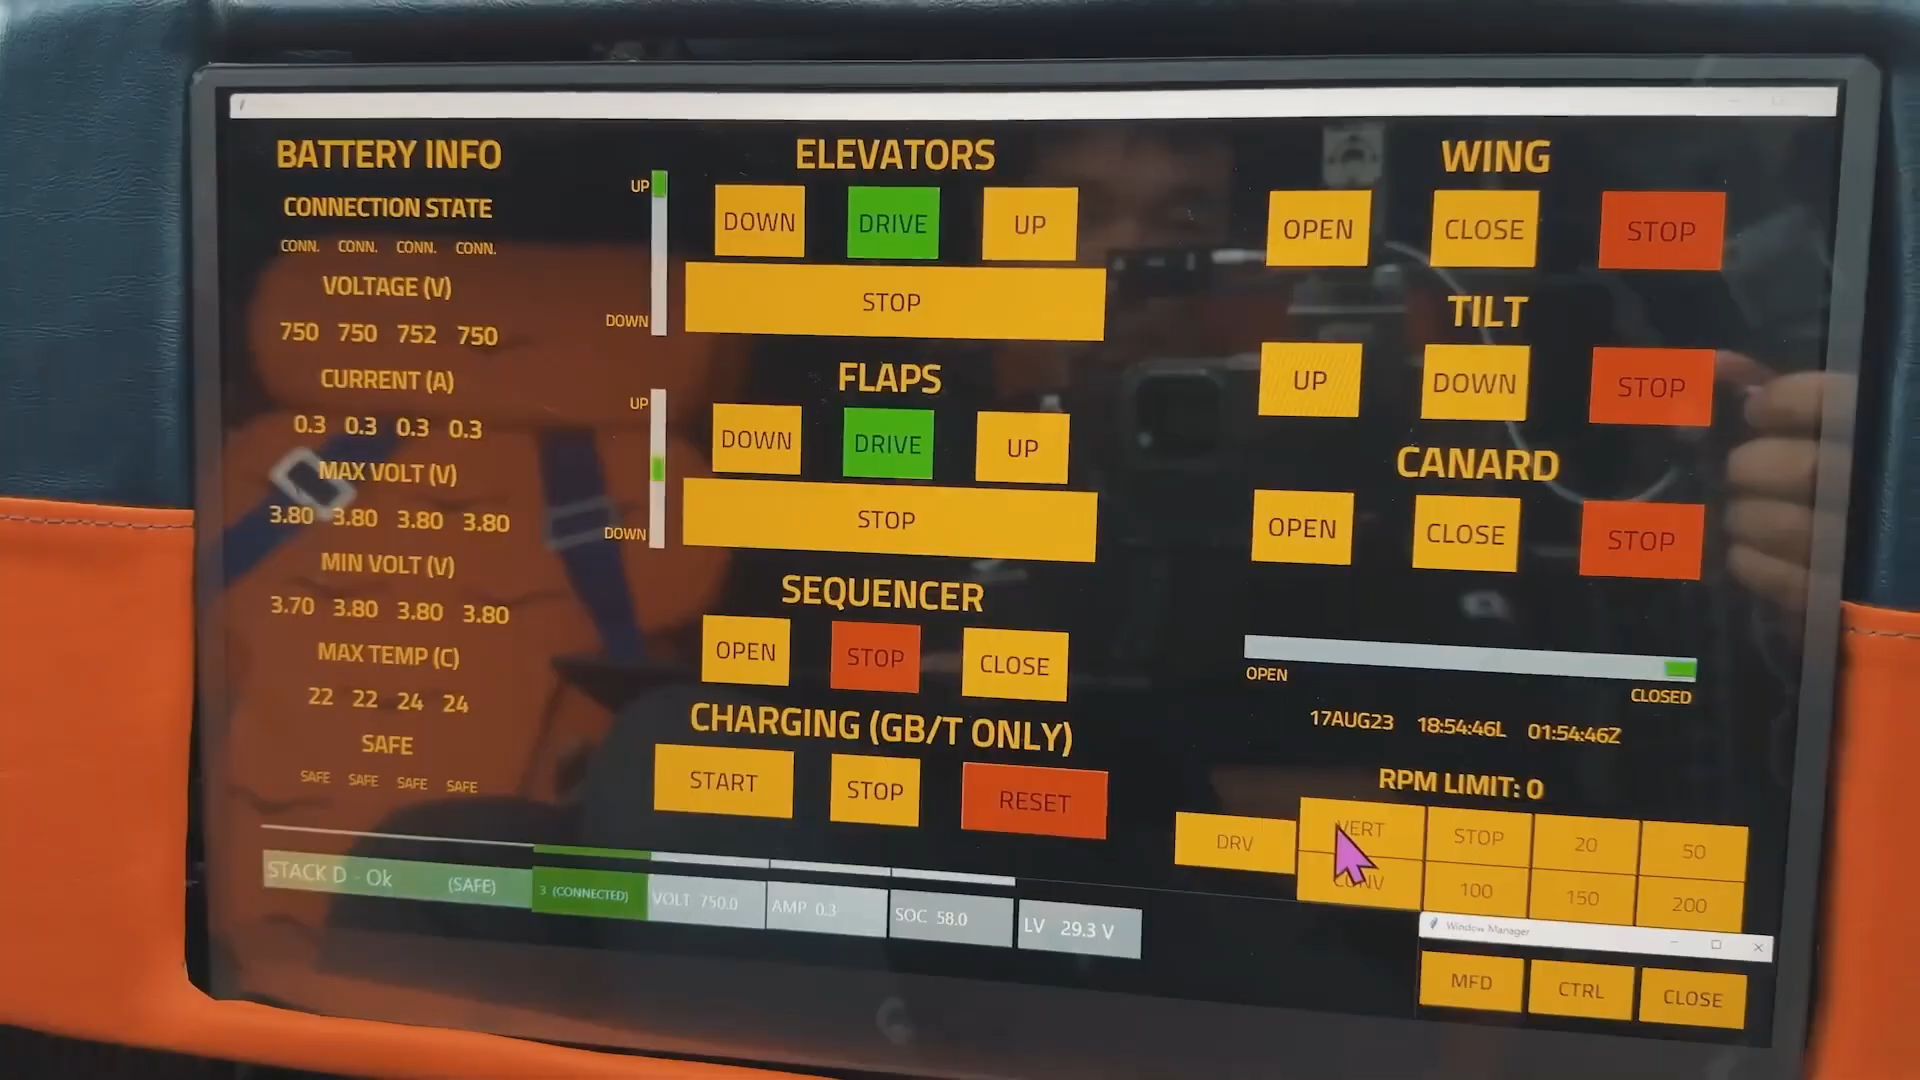 BATTERY INFO
CONNECTION STATE
CONN. CONN. CONN. CONN.
VOLTAGE (V)
750 750 752 750
CURRENT (A)
0.3 0.3 0.3 0.3
MAX VOLT (V)
3.80 3.80 3.80 3.80
MIN VOLT (V)
3.70 3.80 3.80 3.80
MAX TEMP (C)
22 22 24 24
SAFE
SAFE SAFE SAFE SAFE
ELEVATORS
UP
DOWN
DOWN DRIVE UP
STOP
FLAPS
UP
DOWN
DOWN DRIVE UP
STOP
SEQUENCER
OPEN STOP CLOSE
CHARGING (GB/T ONLY)
START STOP RESET
WING
OPEN CLOSE STOP
TILT
UP DOWN STOP
CANARD
OPEN CLOSE STOP
OPEN
CLOSED
17AUG23 18:54:46L 01:54:46Z
RPM LIMIT: 0
DRV VERT STOP 20 50
CONV 100 150 200
STACK D - Ok (SAFE) 3 (CONNECTED) VOLT 750.0 AMP 0.3 SOC 58.0 LV 29.3 V
Window Manager
MFD CTRL CLOSE